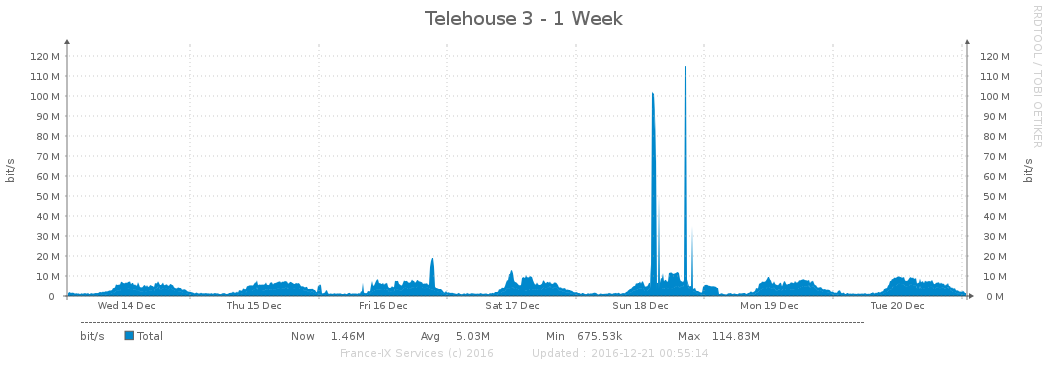 Telehouse 3 - 1 Week
RRDTOOL / TOBI OETIKER
120 M 120 M
110 M 110 M
100 M 100 M
90 M 90 M
80 M 80 M
70 M 70 M
60 M 60 M
50 M 50 M
40 M 40 M
30 M 30 M
20 M 20 M
10 M 10 M
0 0 M
bit/s
bit/s
Wed 14 Dec Thu 15 Dec Fri 16 Dec Sat 17 Dec Sun 18 Dec Mon 19 Dec Tue 20 Dec
bit/s Total Now 1.46M Avg 5.03M Min 675.53k Max 114.83M
France-IX Services (c) 2016 Updated : 2016-12-21 00:55:14